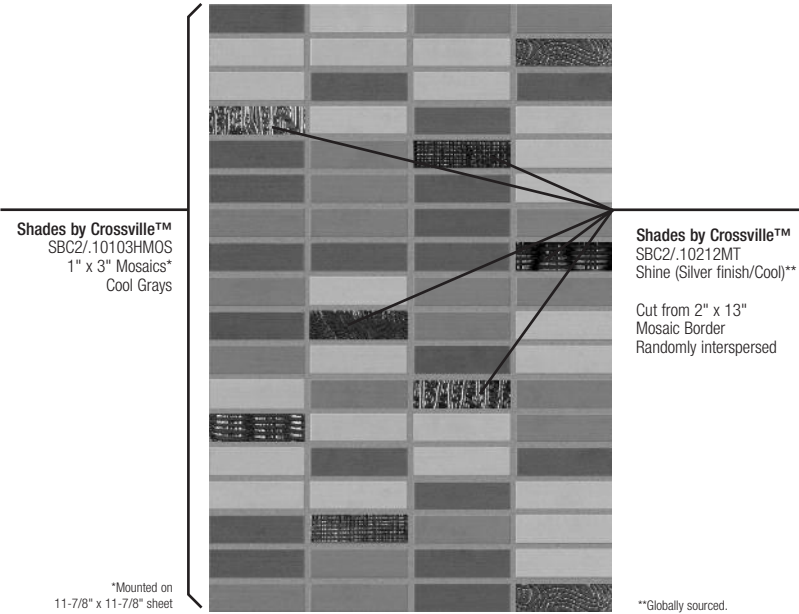 Shades by Crossville™
SBC2/.10103HMOS
1" x 3" Mosaics*
Cool Grays
*Mounted on
11-7/8" x 11-7/8" sheet
Shades by Crossville™
SBC2/.10212MT
Shine (Silver finish/Cool)**
Cut from 2" x 13"
Mosaic Border
Randomly interspersed
**Globally sourced.